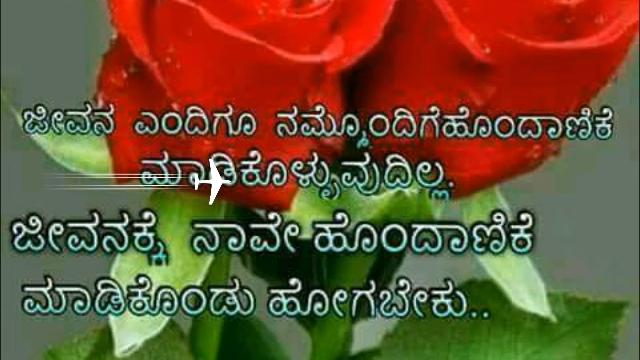 ಜೀವನ ಎಂದಿಗೂ ನಮ್ಮೊಂದಿಗೆಹೊಂದಾಣಿಕೆ
ಮಾಡಿಕೊಳ್ಳುವುದಿಲ್ಲ.
ಜೀವನಕ್ಕೆ ನಾವೇ ಹೊಂದಾಣಿಕೆ
ಮಾಡಿಕೊಂಡು ಹೋಗಬೇಕು..